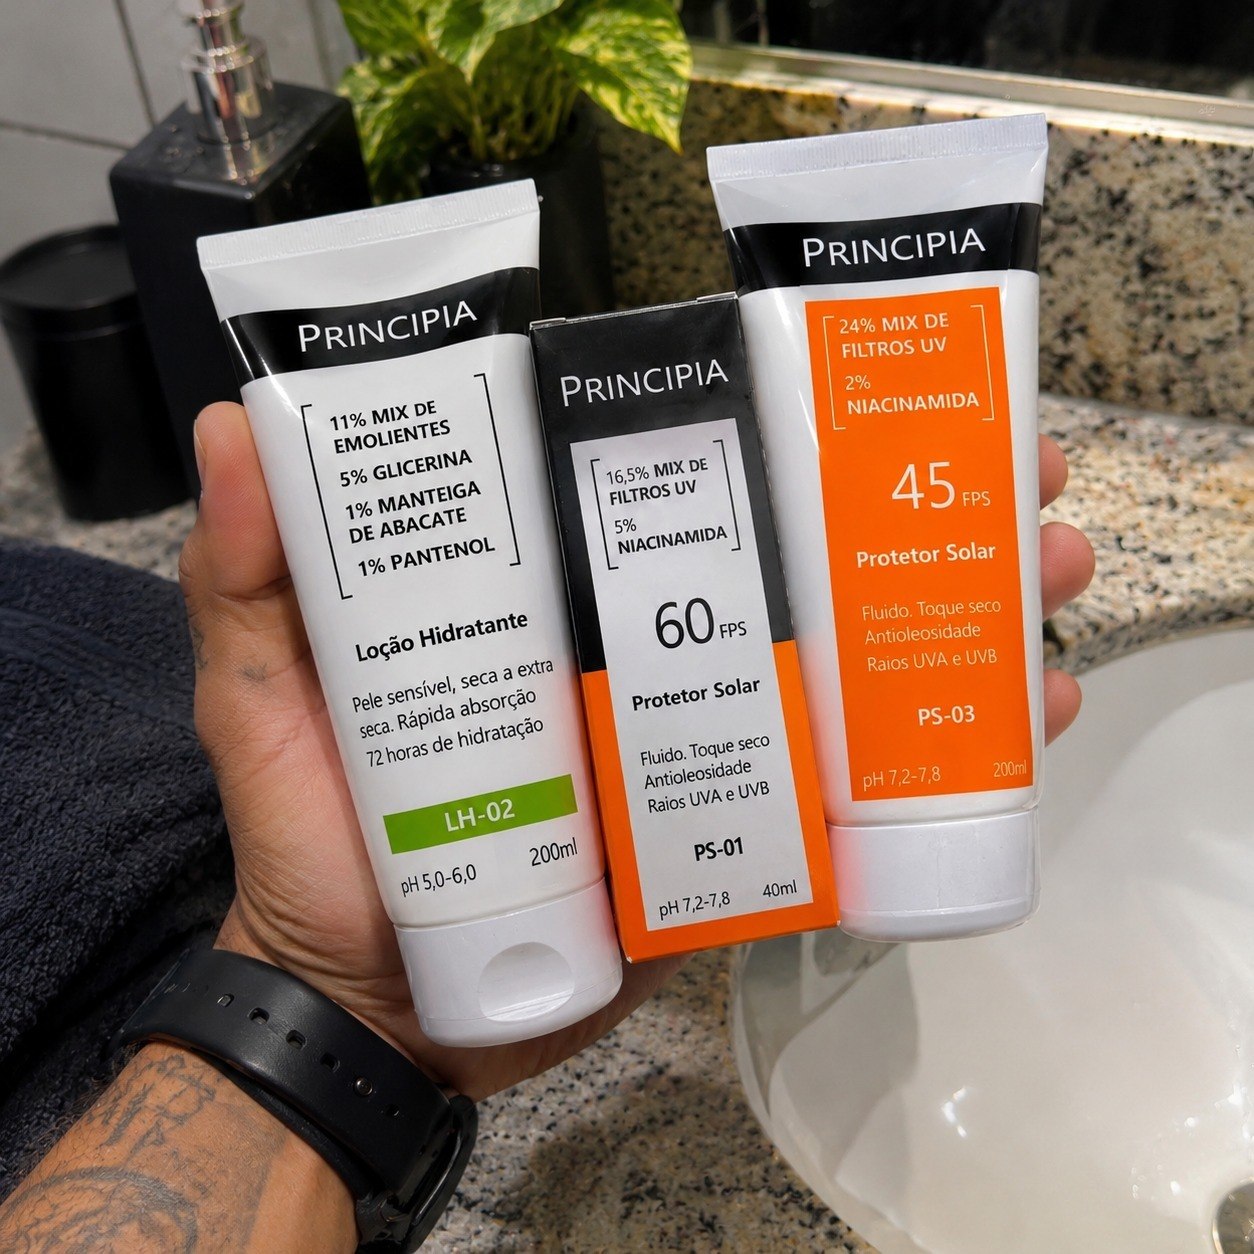 PRINCIPIA
11% MIX DE
EMOLIENTES
5% GLICERINA
1% MANTEIGA
DE ABACATE
1% PANTENOL
Loção Hidratante
Pele sensível, seca a extra
seca. Rápida absorção
72 horas de hidratação
LH-02
pH 5,0-6,0
200ml
PRINCIPIA
16,5% MIX DE
FILTROS UV
5%
NIACINAMIDA
60 FPS
Protetor Solar
Fluido. Toque seco
Antioleosidade
Raios UVA e UVB
PS-01
pH 7,2-7,8
40ml
PRINCIPIA
24% MIX DE
FILTROS UV
2%
NIACINAMIDA
45 FPS
Protetor Solar
Fluido. Toque seco
Antioleosidade
Raios UVA e UVB
PS-03
pH 7,2-7,8
200ml